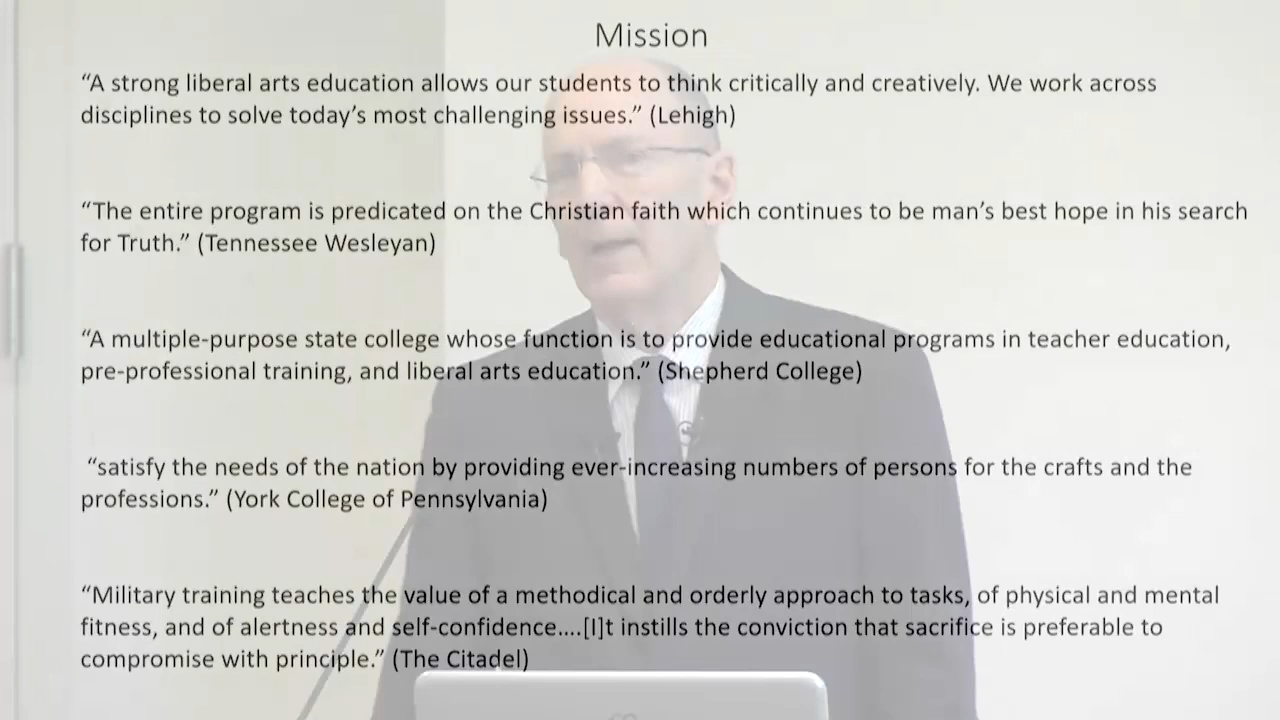 Mission
“A strong liberal arts education allows our students to think critically and creatively. We work across
disciplines to solve today’s most challenging issues.” (Lehigh)
“The entire program is predicated on the Christian faith which continues to be man’s best hope in his search
for Truth.” (Tennessee Wesleyan)
“A multiple-purpose state college whose function is to provide educational programs in teacher education,
pre-professional training, and liberal arts education.” (Shepherd College)
“satisfy the needs of the nation by providing ever-increasing numbers of persons for the crafts and the
professions.” (York College of Pennsylvania)
“Military training teaches the value of a methodical and orderly approach to tasks, of physical and mental
fitness, and of alertness and self-confidence….[I]t instills the conviction that sacrifice is preferable to
compromise with principle.” (The Citadel)